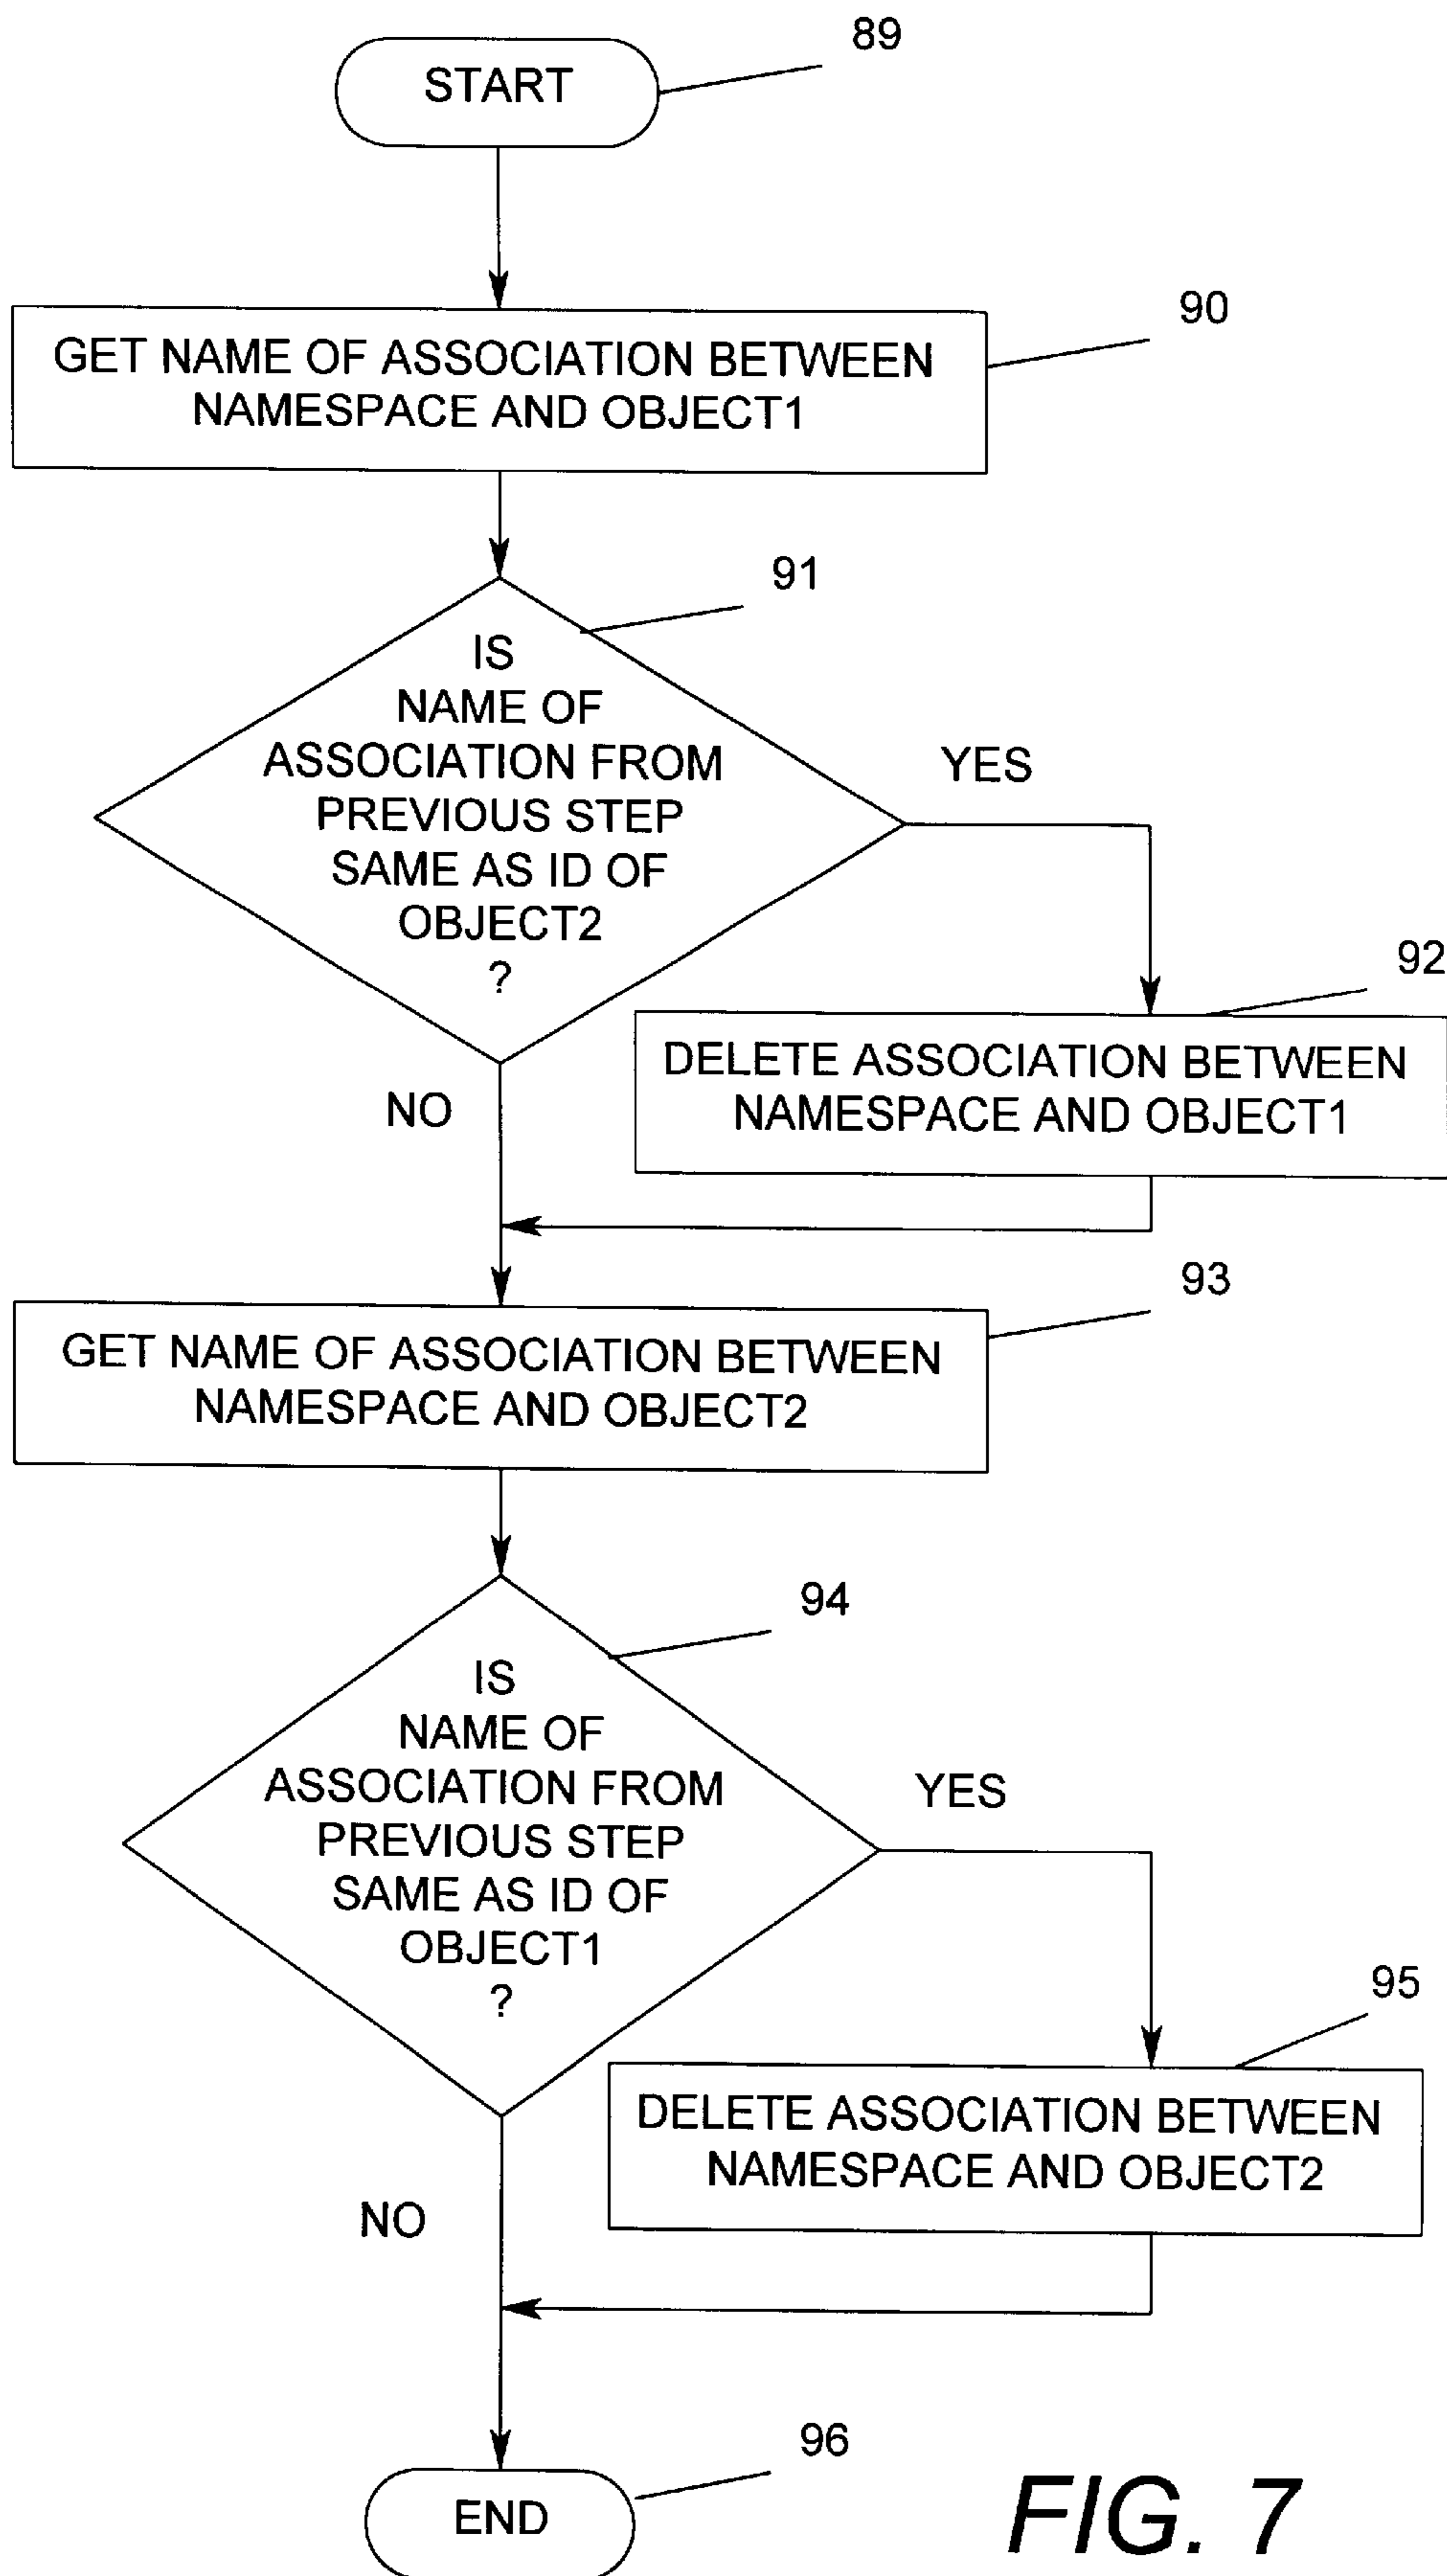 89
START
90
GET NAME OF ASSOCIATION BETWEEN
NAMESPACE AND OBJECT1
91
IS
NAME OF
ASSOCIATION FROM
PREVIOUS STEP
SAME AS ID OF
OBJECT2
?
YES
92
DELETE ASSOCIATION BETWEEN
NAMESPACE AND OBJECT1
NO
93
GET NAME OF ASSOCIATION BETWEEN
NAMESPACE AND OBJECT2
94
IS
NAME OF
ASSOCIATION FROM
PREVIOUS STEP
SAME AS ID OF
OBJECT1
?
YES
95
DELETE ASSOCIATION BETWEEN
NAMESPACE AND OBJECT2
NO
96
END
FIG. 7